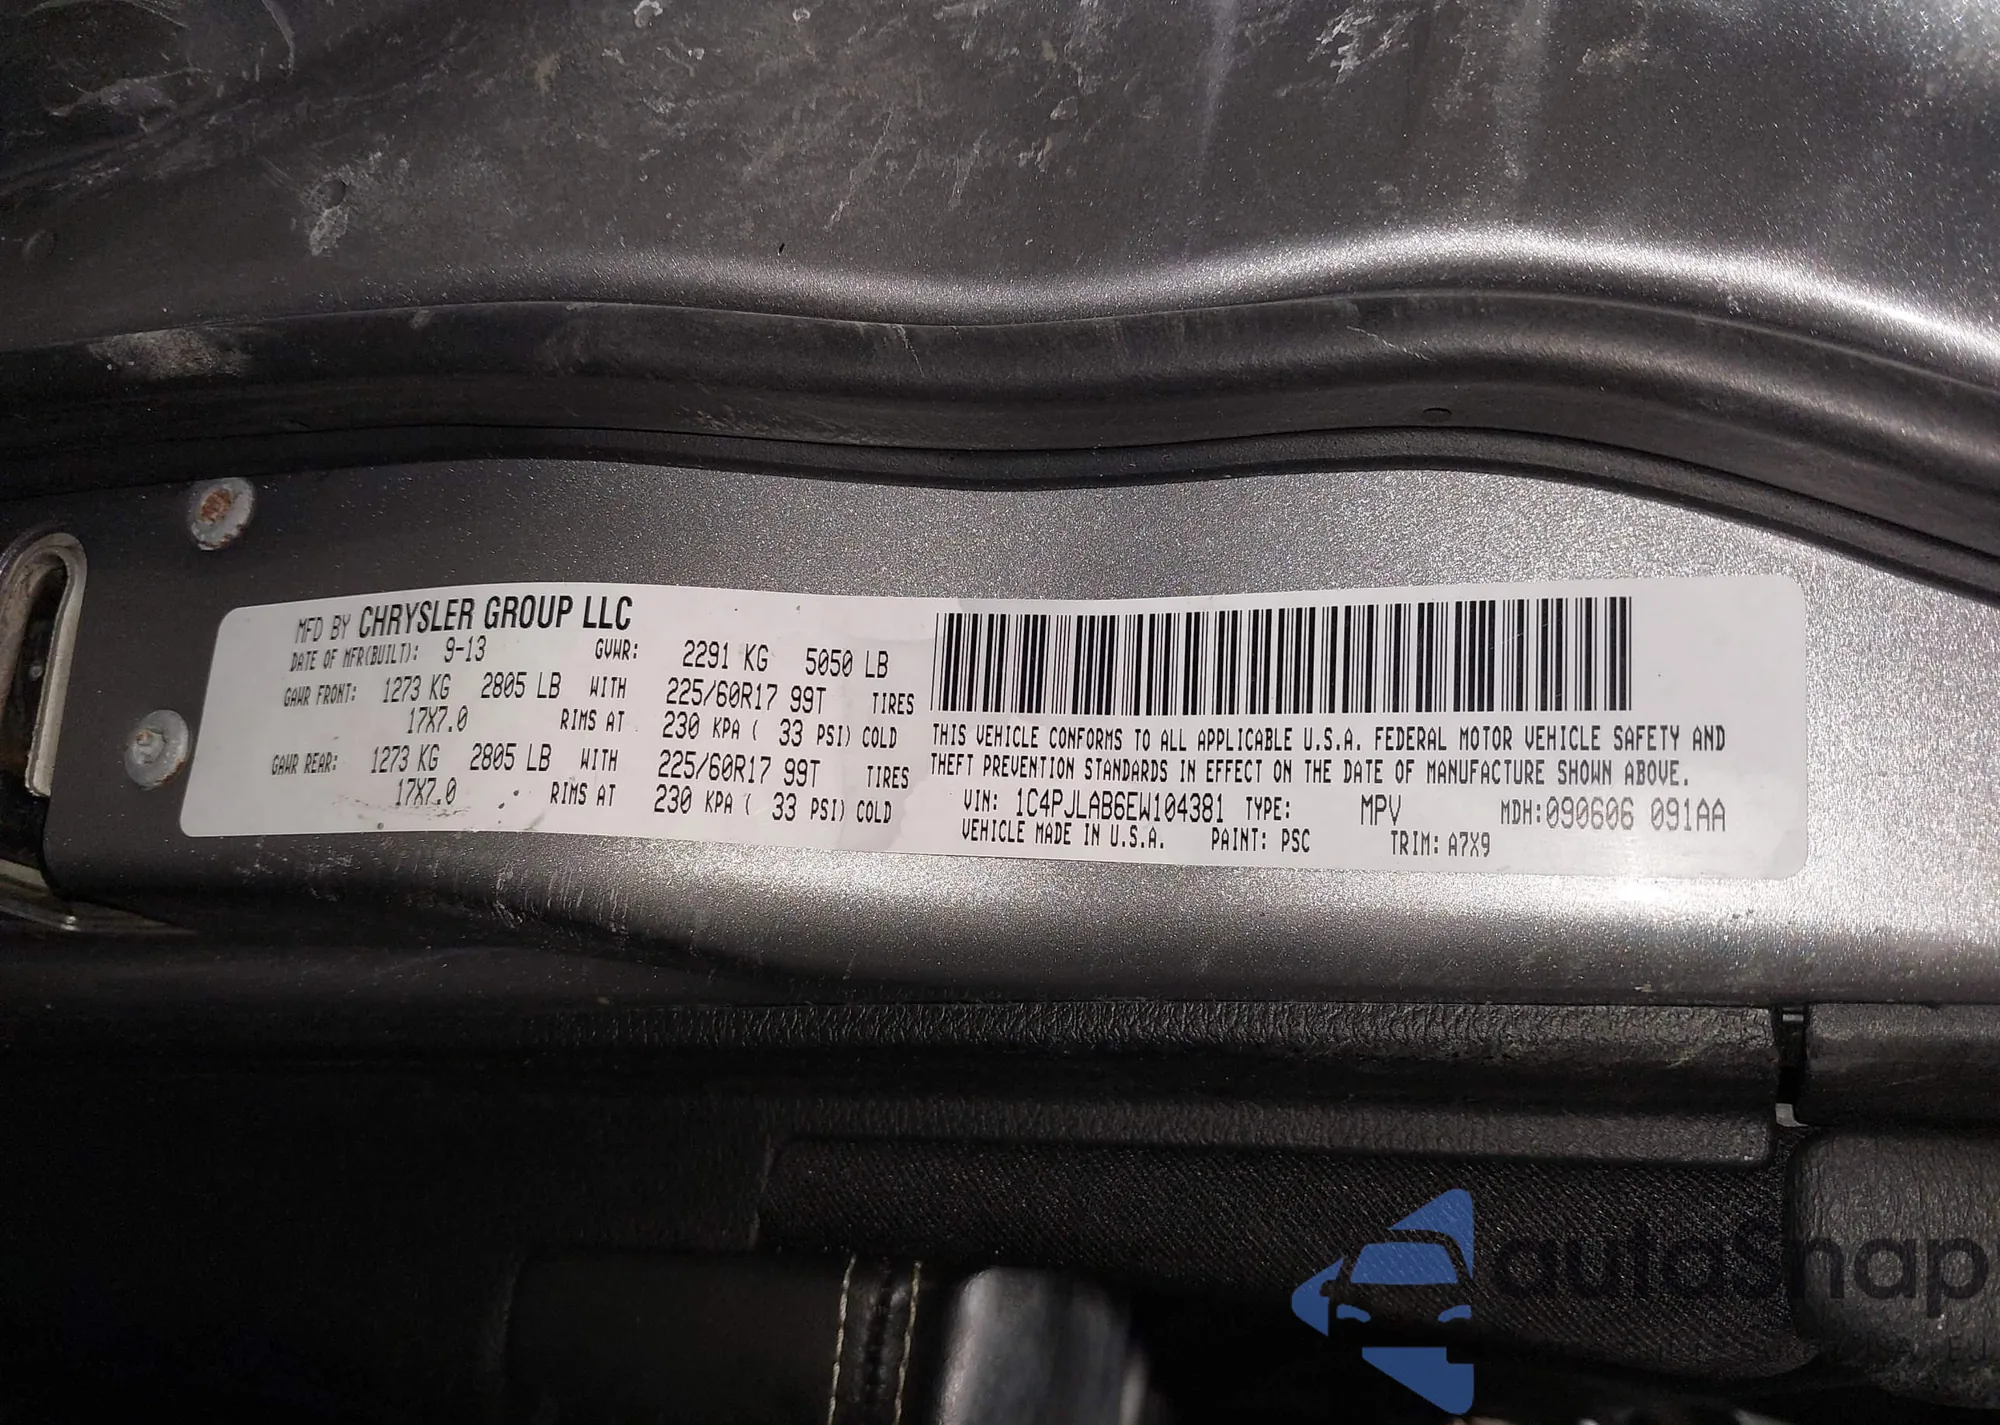 MFD BY CHRYSLER GROUP LLC
DATE OF MFR(BUILT): 9-13 GVWR: 2291 KG 5050 LB
GAWR FRONT: 1273 KG 2805 LB WITH 225/60R17 99T TIRES
17X7.0 RIMS AT 230 KPA ( 33 PSI) COLD
GAWR REAR: 1273 KG 2805 LB WITH 225/60R17 99T TIRES
17X7.0 RIMS AT 230 KPA ( 33 PSI) COLD
THIS VEHICLE CONFORMS TO ALL APPLICABLE U.S.A. FEDERAL MOTOR VEHICLE SAFETY AND
THEFT PREVENTION STANDARDS IN EFFECT ON THE DATE OF MANUFACTURE SHOWN ABOVE.
VIN: 1C4PJLAB6EW104381 TYPE: MPV MDH:090606 091AA
VEHICLE MADE IN U.S.A. PAINT: PSC TRIM: A7X9
autoSnap